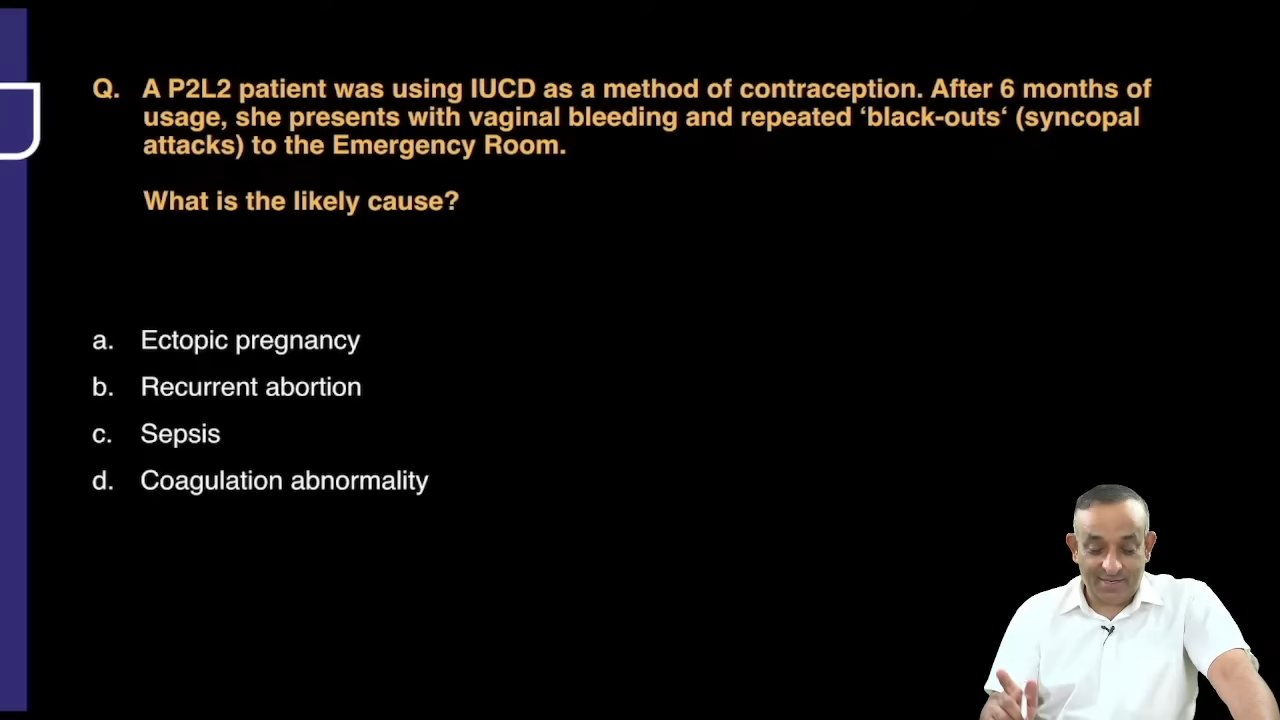 Q. A P2L2 patient was using IUCD as a method of contraception. After 6 months of
usage, she presents with vaginal bleeding and repeated ‘black-outs‘ (syncopal
attacks) to the Emergency Room.
What is the likely cause?
a. Ectopic pregnancy
b. Recurrent abortion
c. Sepsis
d. Coagulation abnormality